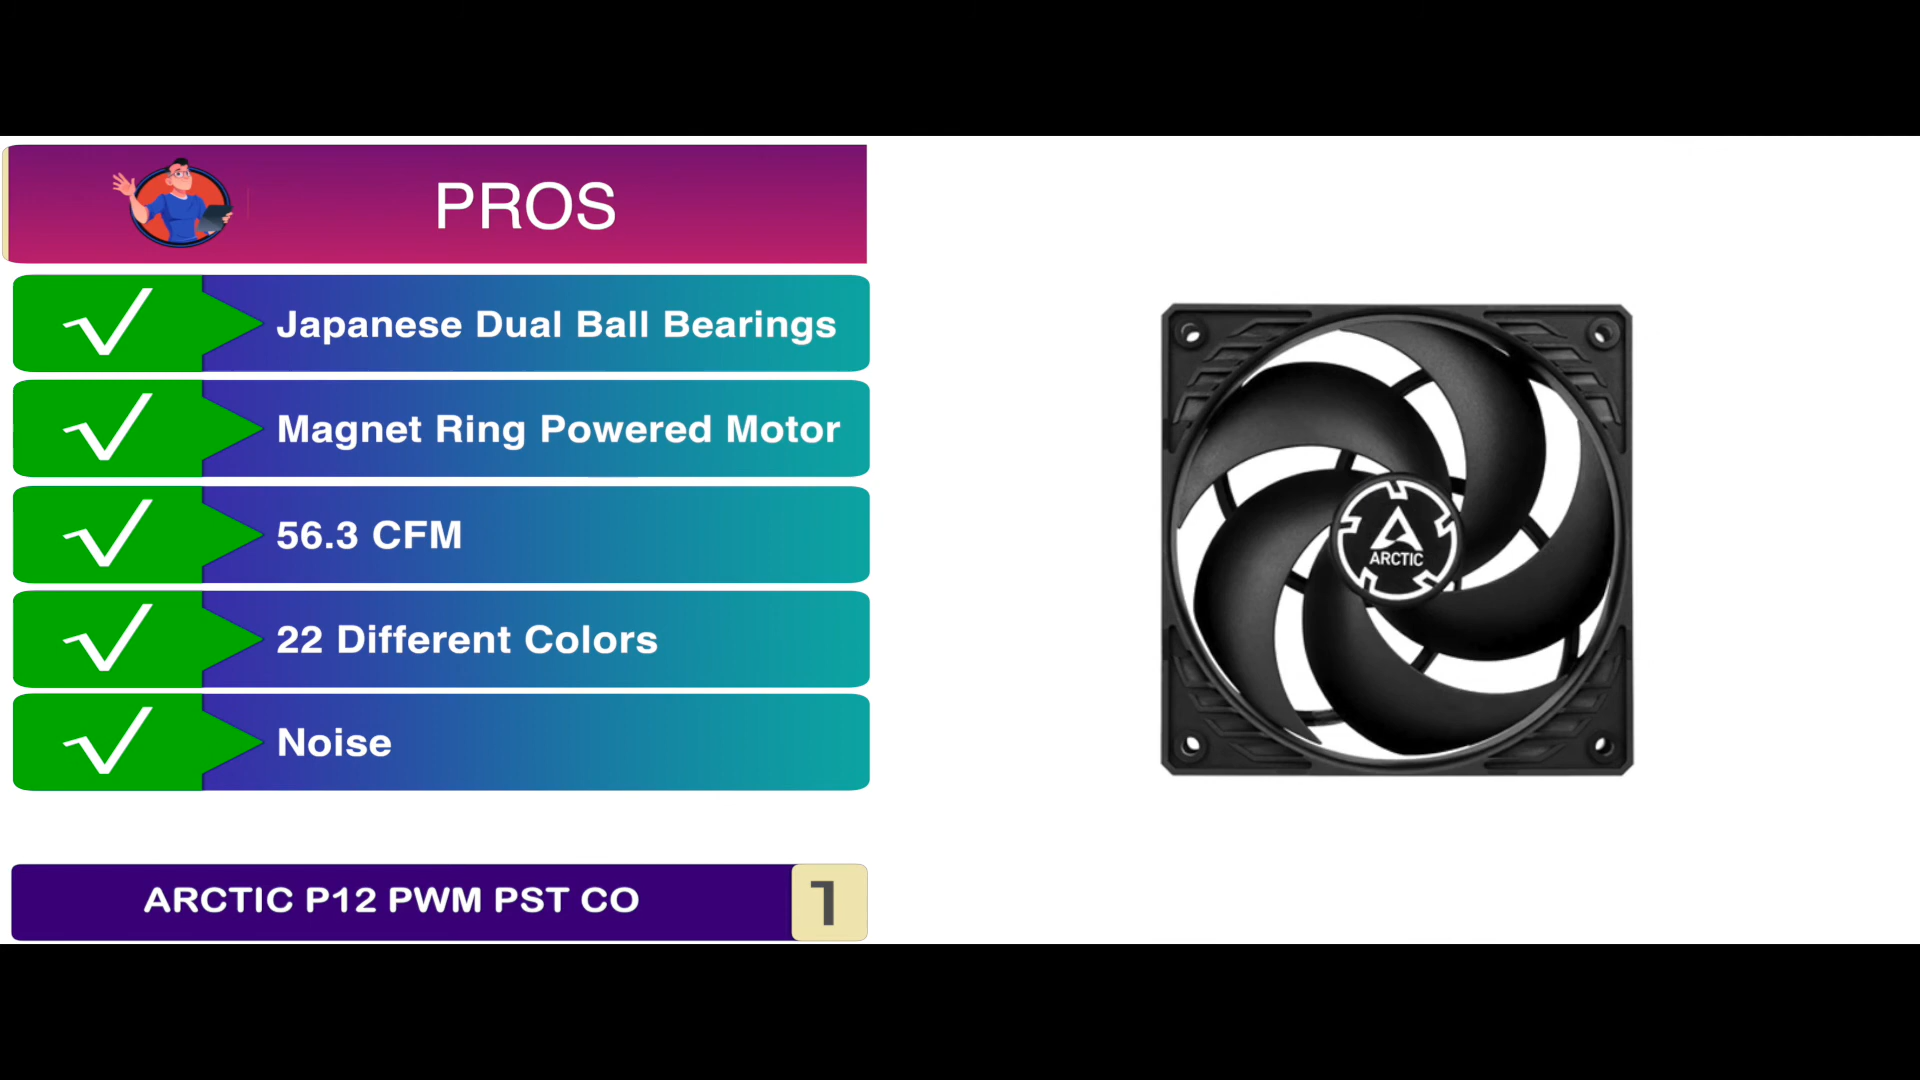 PROS
Japanese Dual Ball Bearings
Magnet Ring Powered Motor
56.3 CFM
22 Different Colors
Noise
ARCTIC P12 PWM PST CO
1
ARCTIC